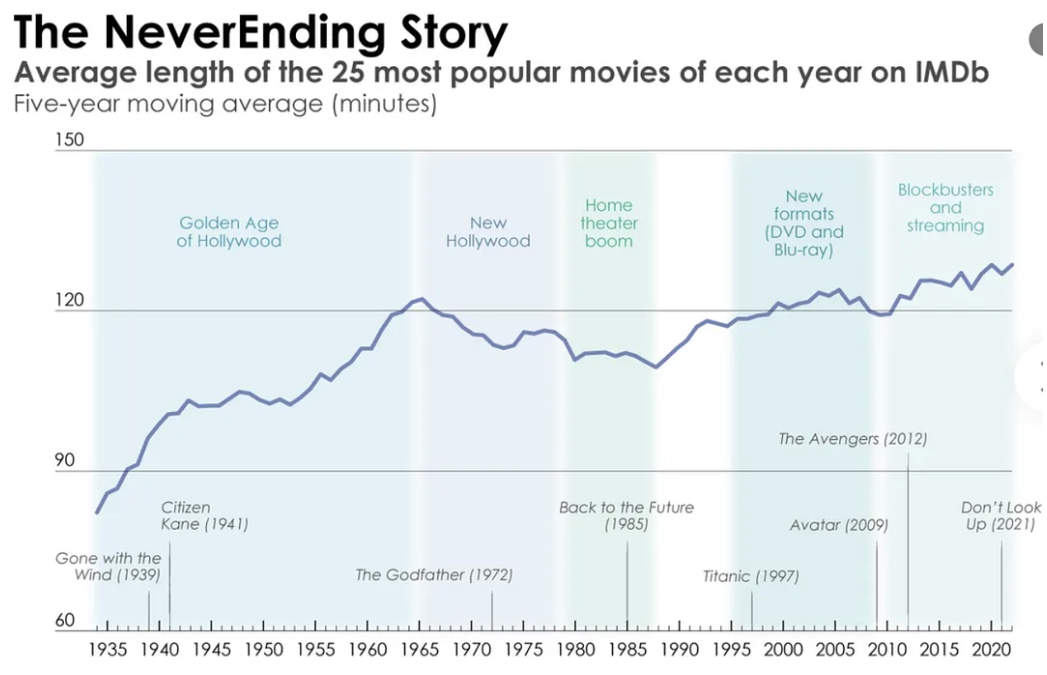 The NeverEnding Story
Average length of the 25 most popular movies of each year on IMDb
Five-year moving average (minutes)
150
Golden Age
of Hollywood
New
Hollywood
Home
theater
boom
New
formats
(DVD and
Blu-ray)
Blockbusters
and
streaming
120
90
The Avengers (2012)
Citizen
Kane (1941)
Gone with the
Wind (1939)
The Godfather (1972)
Back to the Future
(1985)
Titanic (1997)
Avatar (2009)
Don't Look
Up (2021)
60
1935 1940 1945 1950 1955 1960 1965 1970 1975 1980 1985 1990 1995 2000 2005 2010 2015 2020